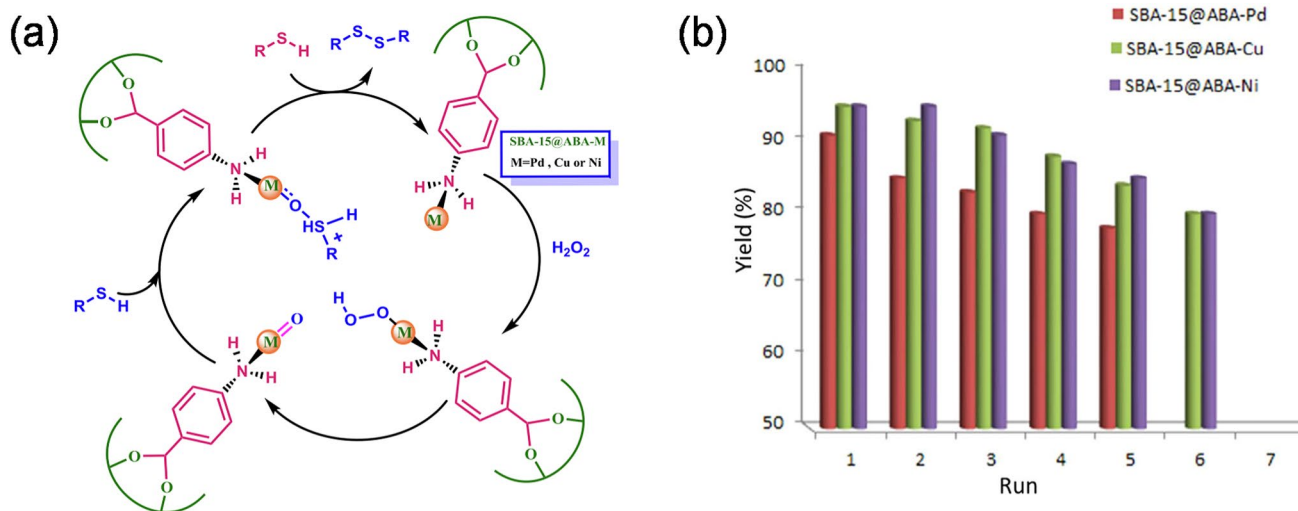 (a)
R S H
R S S R
O O
N H H
M
O
HS H
+
R
O O
H N H
M
SBA-15@ABA-M
M=Pd , Cu or Ni
H2O2
R S H
M O
H N H
O O
H
O O
M
H H N
O O
(b)
SBA-15@ABA-Pd
SBA-15@ABA-Cu
SBA-15@ABA-Ni
Yield (%)
100
90
80
70
60
50
1 2 3 4 5 6 7
Run